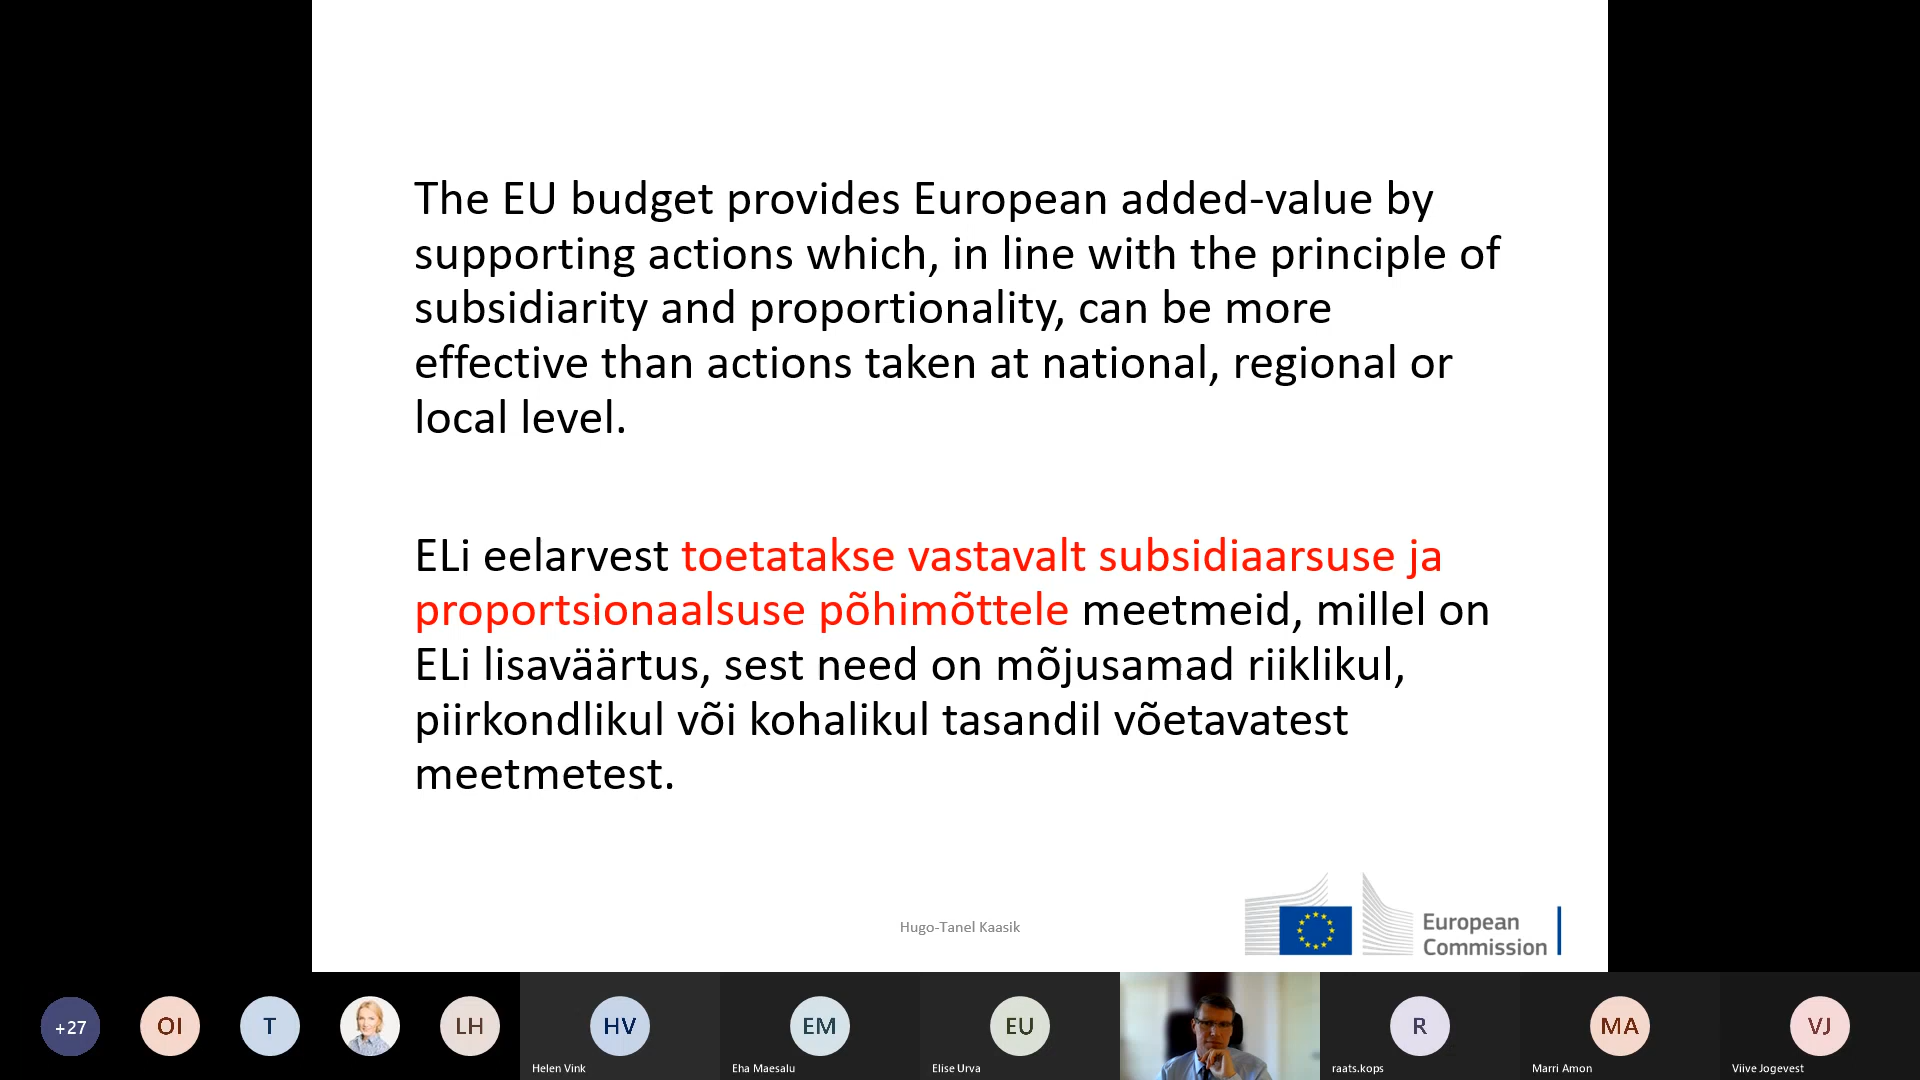 The EU budget provides European added-value by
supporting actions which, in line with the principle of
subsidiarity and proportionality, can be more
effective than actions taken at national, regional or
local level.
ELi eelarvest toetatakse vastavalt subsidiaarsuse ja
proportsionaalsuse põhimõttele meetmeid, millel on
ELi lisaväärtus, sest need on mõjusamad riiklikul,
piirkondlikul või kohalikul tasandil võetavatest
meetmetest.
Hugo-Tanel Kaasik
European
Commission
+27
OI
T
LH
HV
Helen Vink
EM
Eha Maesalu
EU
Elise Urva
R
raats.kops
MA
Marri Amon
VJ
Viive Jogevest